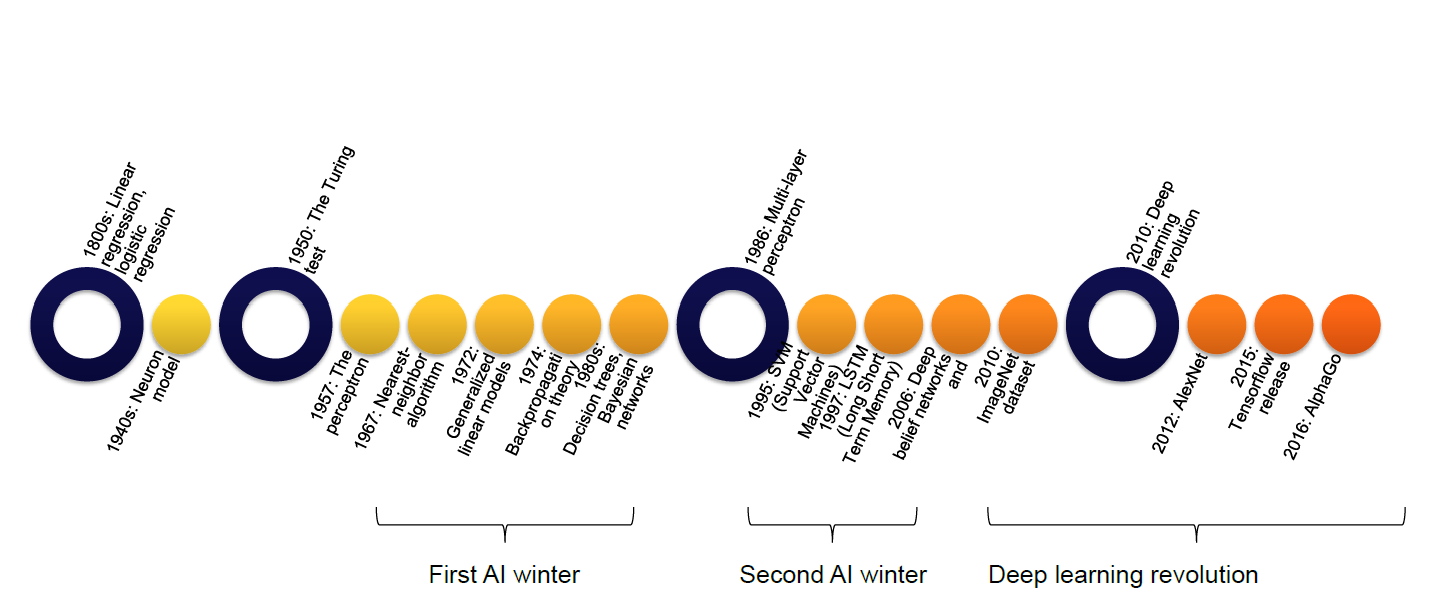 1800s: Linear
regression,
logistic
regression
1940s: Neuron
model
1950: The Turing
test
1957: The
perceptron
1967: Nearest-
neighbor
algorithm
1972:
Generalized
linear models
1974:
Backpropagati
on theory
1980s:
Decision trees,
Bayesian
networks
1986: Multi-layer
perceptron
1995: SVM
(Support
Vector
Machines)
1997: LSTM
(Long Short
Term Memory)
2006: Deep
belief networks
and
2010:
ImageNet
dataset
2010: Deep
learning
revolution
2012: AlexNet
2015:
Tensorflow
release
2016: AlphaGo
First AI winter
Second AI winter
Deep learning revolution